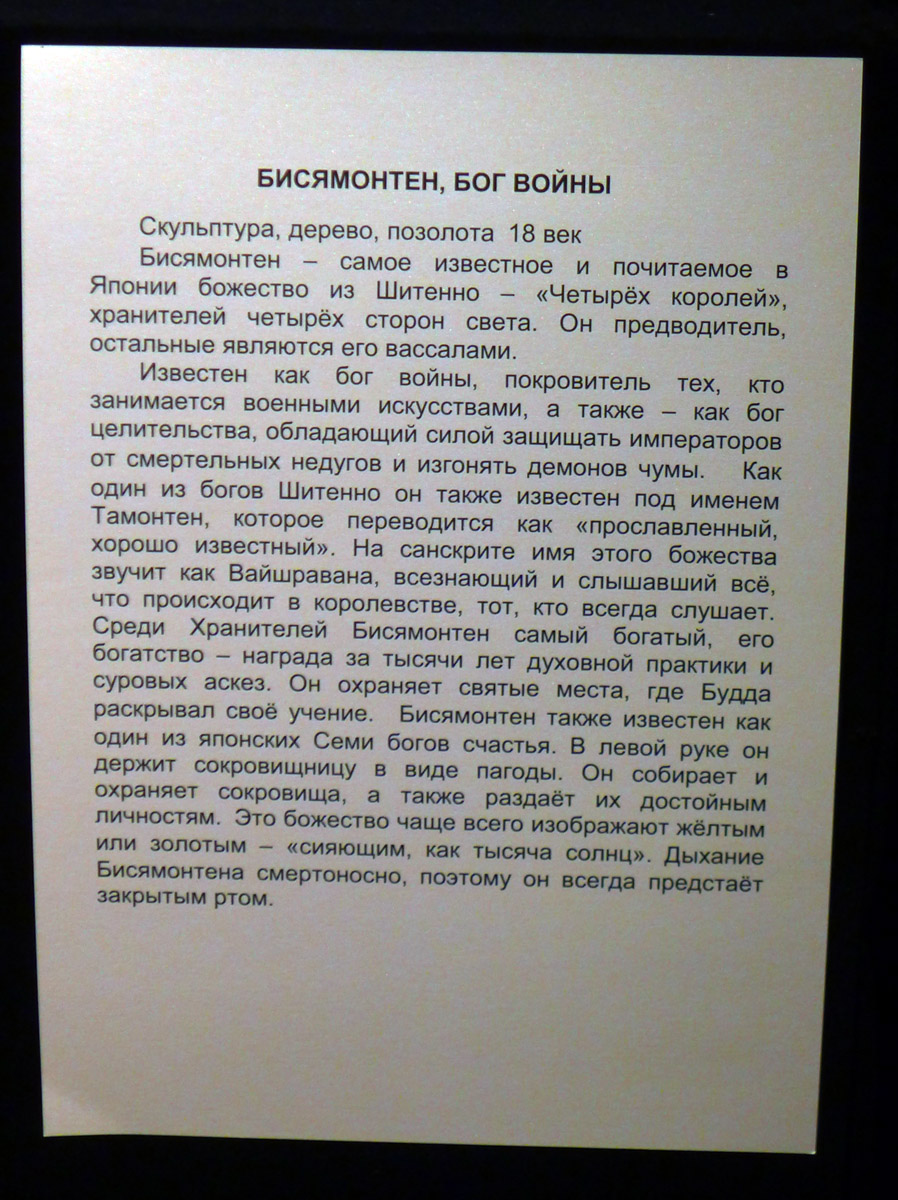 БИСЯМОНТЕН, БОГ ВОЙНЫ
Скульптура, дерево, позолота 18 век
Бисямонтен – самое известное и почитаемое в
Японии божество из Шитенно – «Четырёх королей»,
хранителей четырёх сторон света. Он предводитель,
остальные являются его вассалами.
Известен как бог войны, покровитель тех, кто
занимается военными искусствами, а также – как бог
целительства, обладающий силой защищать императоров
от смертельных недугов и изгонять демонов чумы. Как
один из богов Шитенно он также известен под именем
Тамонтен, которое переводится как «прославленный,
хорошо известный». На санскрите имя этого божества
звучит как Вайшравана, всезнающий и слышавший всё,
что происходит в королевстве, тот, кто всегда слушает.
Среди Хранителей Бисямонтен самый богатый, его
богатство – награда за тысячи лет духовной практики и
суровых аскез. Он охраняет святые места, где Будда
раскрывал своё учение. Бисямонтен также известен как
один из японских Семи богов счастья. В левой руке он
держит сокровищницу в виде пагоды. Он собирает и
охраняет сокровища, а также раздаёт их достойным
личностям. Это божество чаще всего изображают жёлтым
или золотым – «сияющим, как тысяча солнц». Дыхание
Бисямонтена смертоносно, поэтому он всегда предстаёт
закрытым ртом.